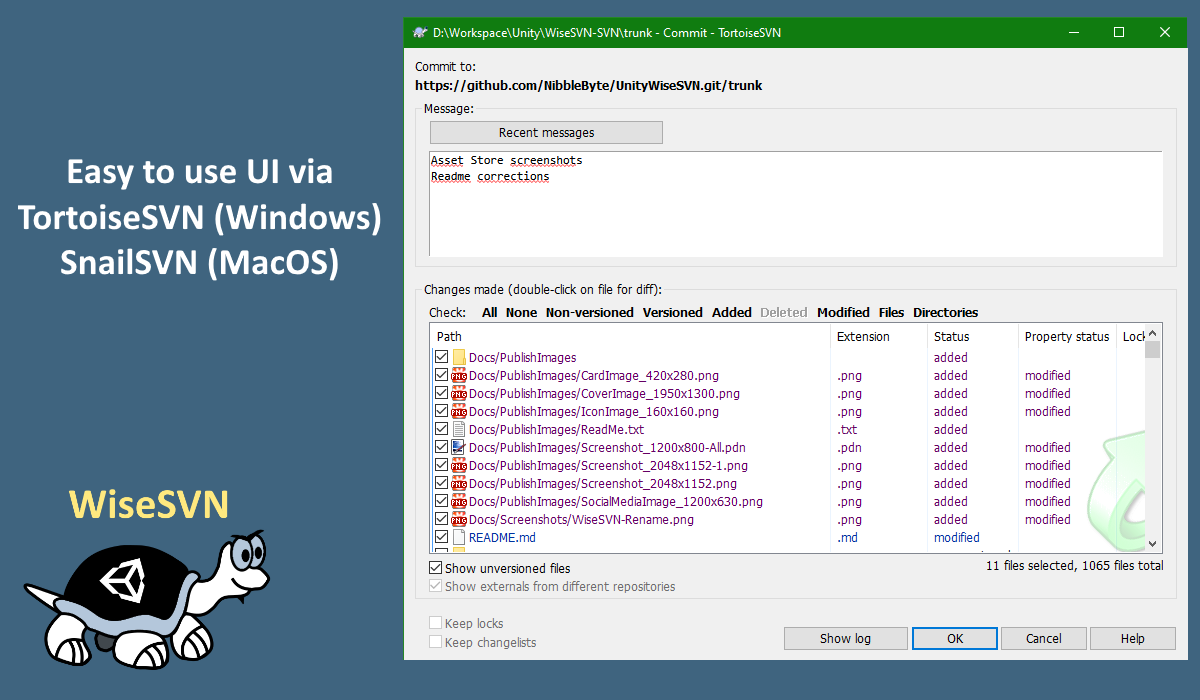 Easy to use UI via
TortoiseSVN (Windows)
SnailSVN (MacOS)
WiseSVN
D:\Workspace\Unity\WiseSVN-SVN\trunk - Commit - TortoiseSVN
Commit to:
https://github.com/NibbleByte/UnityWiseSVN.git/trunk
Message:
Recent messages
Asset Store screenshots
Readme corrections
Changes made (double-click on file for diff):
Check: All None Non-versioned Versioned Added Deleted Modified Files Directories
Path Extension Status Property status Lock
Docs/PublishImages added
Docs/PublishImages/CardImage_420x280.png .png added modified
Docs/PublishImages/CoverImage_1950x1300.png .png added modified
Docs/PublishImages/IconImage_160x160.png .png added modified
Docs/PublishImages/ReadMe.txt .txt added
Docs/PublishImages/Screenshot_1200x800-All.pdn .pdn added modified
Docs/PublishImages/Screenshot_2048x1152-1.png .png added modified
Docs/PublishImages/Screenshot_2048x1152.png .png added modified
Docs/PublishImages/SocialMediaImage_1200x630.png .png added modified
Docs/Screenshots/WiseSVN-Rename.png .png added modified
README.md .md modified
Show unversioned files
11 files selected, 1065 files total
Show externals from different repositories
Keep locks
Keep changelists
Show log OK Cancel Help